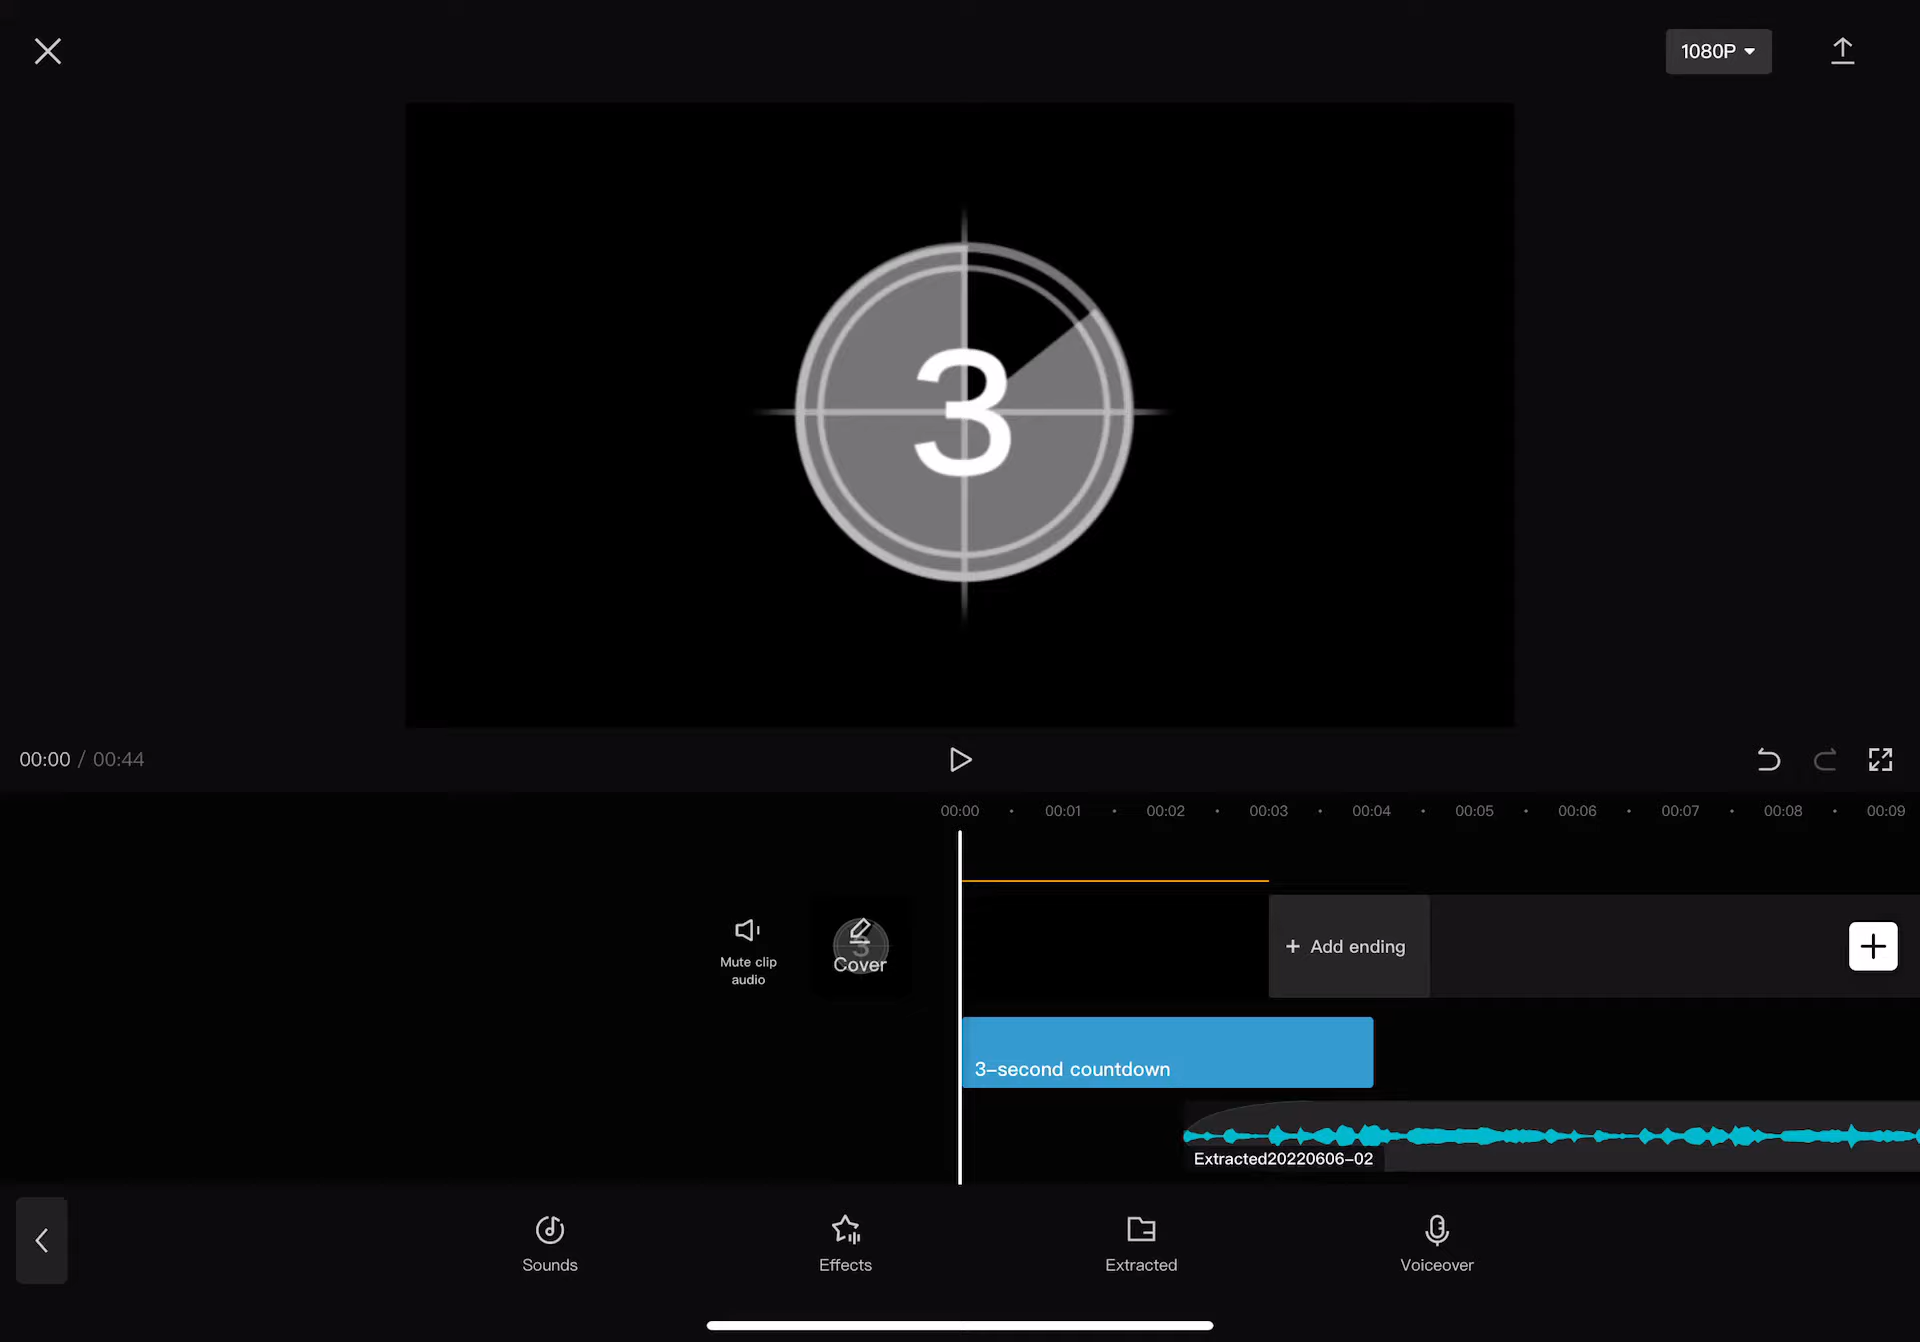 1080P
3
00:00 / 00:44
00:00 00:01 00:02 00:03 00:04 00:05 00:06 00:07 00:08 00:09
Mute clip
audio
3
Cover
+ Add ending
3-second countdown
Extracted20220606-02
Sounds
Effects
Extracted
Voiceover